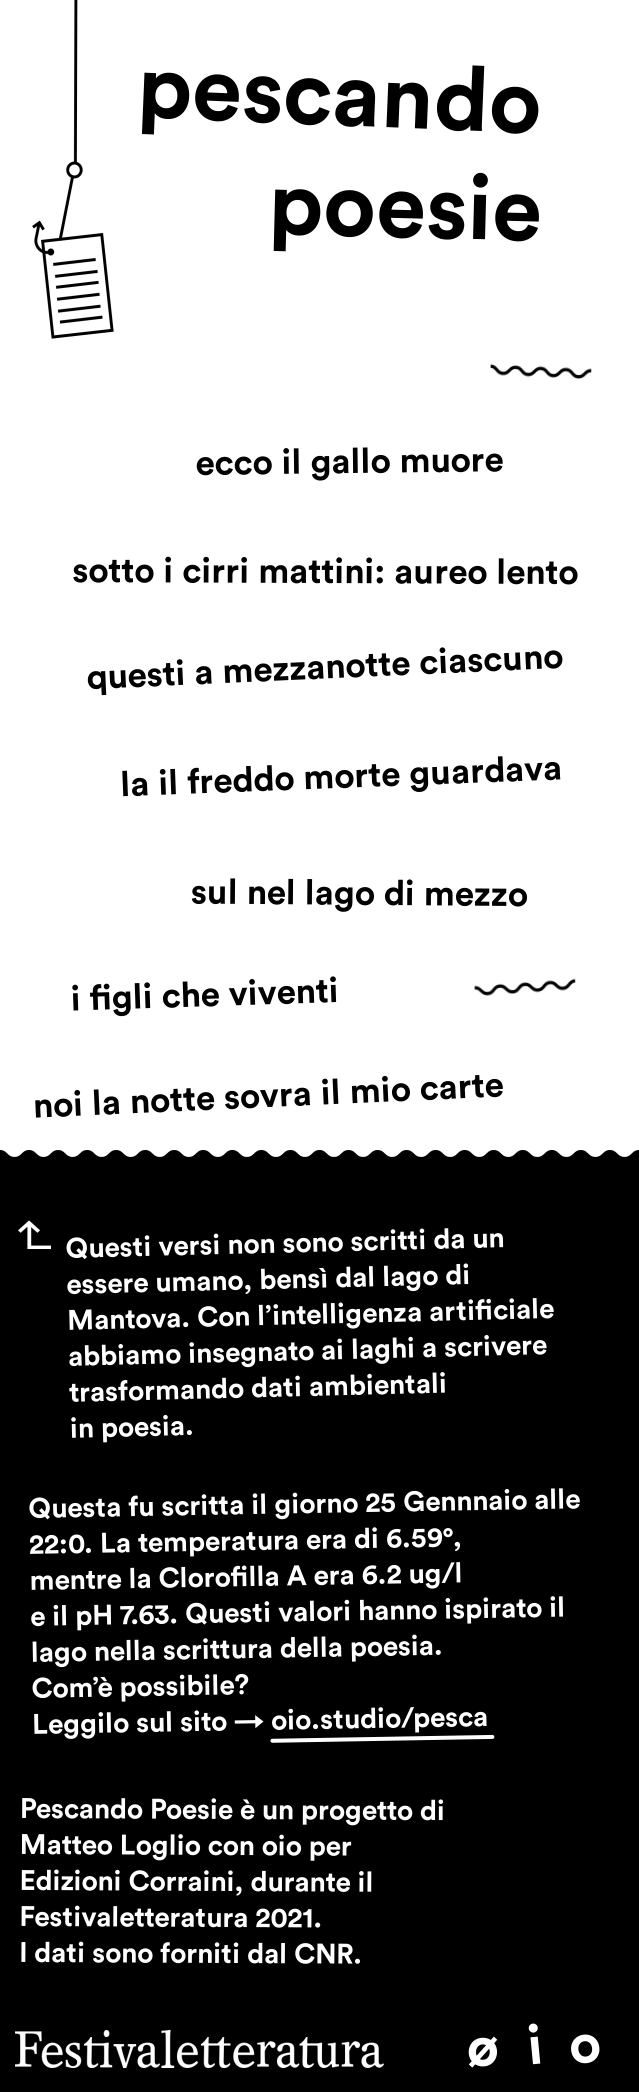 pescando
poesie
ecco il gallo muore
sotto i cirri mattini: aureo lento
questi a mezzanotte ciascuno
la il freddo morte guardava
sul nel lago di mezzo
i figli che viventi
noi la notte sovra il mio carte
Questi versi non sono scritti da un
essere umano, bensì dal lago di
Mantova. Con l’intelligenza artificiale
abbiamo insegnato ai laghi a scrivere
trasformando dati ambientali
in poesia.
Questa fu scritta il giorno 25 Gennnaio alle
22:0. La temperatura era di 6.59°,
mentre la Clorofilla A era 6.2 ug/l
e il pH 7.63. Questi valori hanno ispirato il
lago nella scrittura della poesia.
Com’è possibile?
Leggilo sul sito → oio.studio/pesca
Pescando Poesie è un progetto di
Matteo Loglio con oio per
Edizioni Corraini, durante il
Festivaletteratura 2021.
I dati sono forniti dal CNR.
Festivaletteratura øio